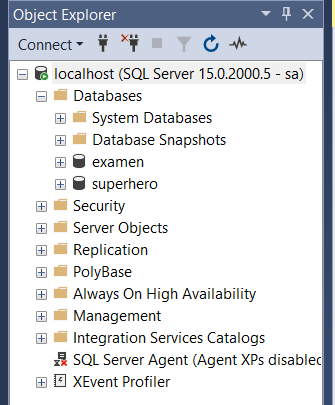 Object Explorer
Connect
localhost (SQL Server 15.0.2000.5 - sa)
Databases
System Databases
Database Snapshots
examen
superhero
Security
Server Objects
Replication
PolyBase
Always On High Availability
Management
Integration Services Catalogs
SQL Server Agent (Agent XPs disabled
XEvent Profiler